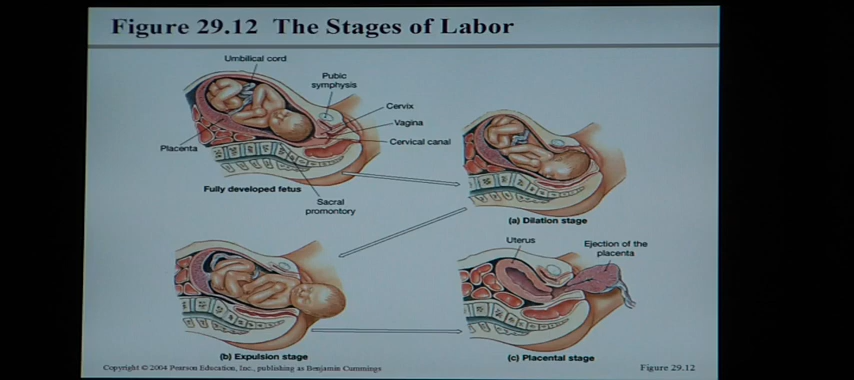 Figure 29.12 The Stages of Labor
Umbilical cord
Pubic
symphysis
Cervix
Vagina
Cervical canal
Placenta
Fully developed fetus
Sacral
promontory
(a) Dilation stage
(b) Expulsion stage
Uterus
Ejection of the
placenta
(c) Placental stage
Copyright © 2004 Pearson Education, Inc., publishing as Benjamin Cummings
Figure 29.12